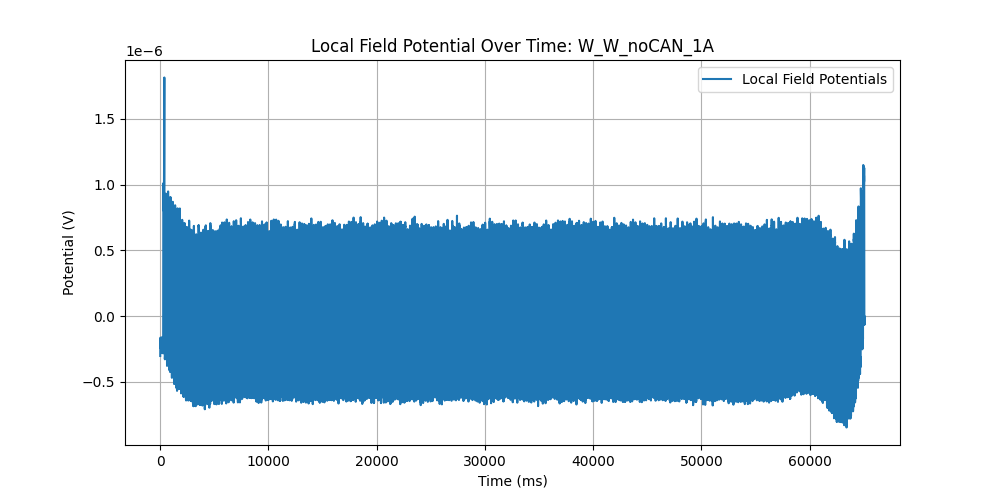 Local Field Potential Over Time: W_W_noCAN_1A
1e−6
Local Field Potentials
1.5
1.0
0.5
0.0
−0.5
Potential (V)
0 10000 20000 30000 40000 50000 60000
Time (ms)